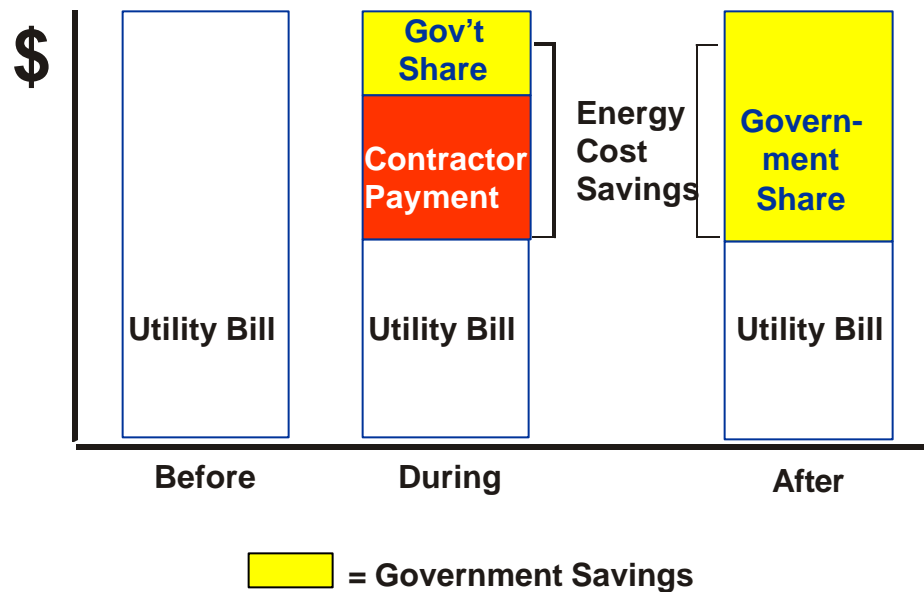 $
Utility Bill
Gov't
Share
Contractor
Payment
Utility Bill
Energy
Cost
Savings
Govern-
ment
Share
Utility Bill
Before
During
After
= Government Savings